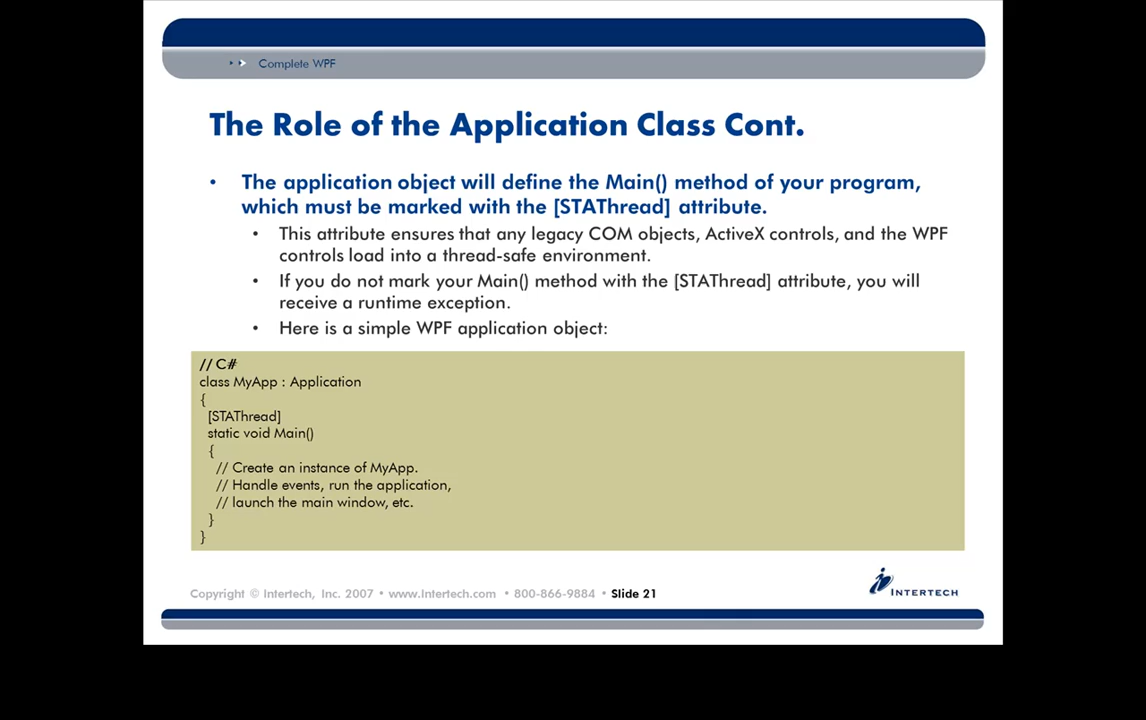 Complete WPF
The Role of the Application Class Cont.
• The application object will define the Main() method of your program,
which must be marked with the [STAThread] attribute.
• This attribute ensures that any legacy COM objects, ActiveX controls, and the WPF
controls load into a thread-safe environment.
• If you do not mark your Main() method with the [STAThread] attribute, you will
receive a runtime exception.
• Here is a simple WPF application object:
// C#
class MyApp : Application
{
[STAThread]
static void Main()
{
// Create an instance of MyApp.
// Handle events, run the application,
// launch the main window, etc.
}
}
Copyright © Intertech, Inc. 2007 • www.Intertech.com • 800-866-9884 • Slide 21
INTERTECH